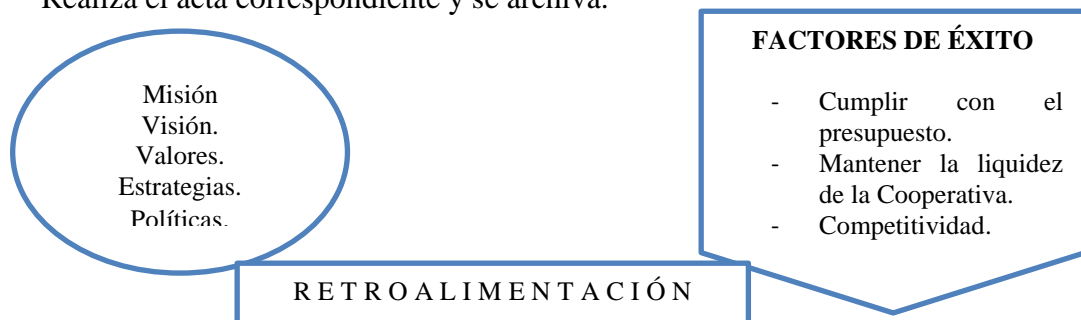 Realiza el acta correspondiente y se archiva.
Misión
Visión.
Valores.
Estrategias.
Políticas.
FACTORES DE ÉXITO
- Cumplir con el
presupuesto.
- Mantener la liquidez
de la Cooperativa.
- Competitividad.
R E T R O A L I M E N T A C I Ó N